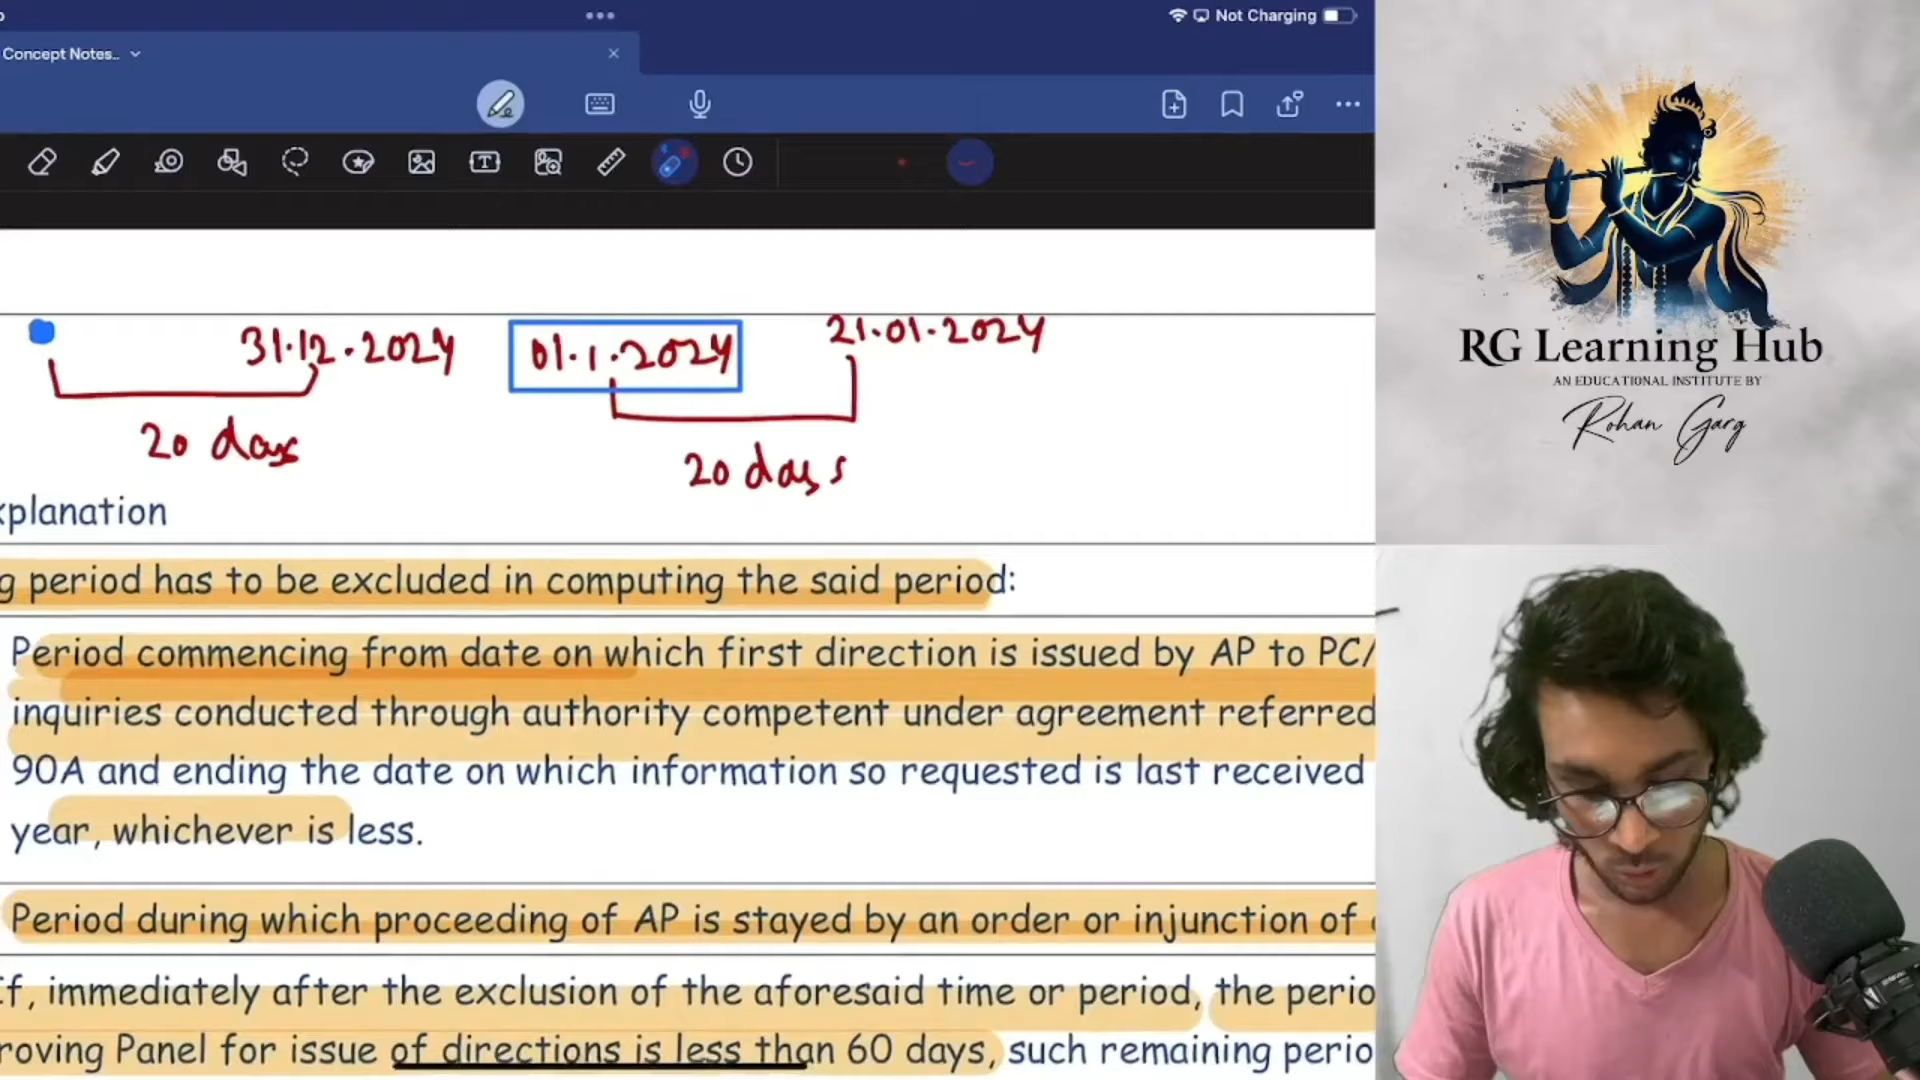 Not Charging
Concept Notes..
31.12.2024
01.1.2024
21.01.2024
20 days
20 days
xplanation
g period has to be excluded in computing the said period:
Period commencing from date on which first direction is issued by AP to PC/
inquiries conducted through authority competent under agreement referred
90A and ending the date on which information so requested is last received
year, whichever is less.
Period during which proceeding of AP is stayed by an order or injunction of
If, immediately after the exclusion of the aforesaid time or period, the perio
roving Panel for issue of directions is less than 60 days, such remaining perio
RG Learning Hub
AN EDUCATIONAL INSTITUTE BY
Rohan Garg